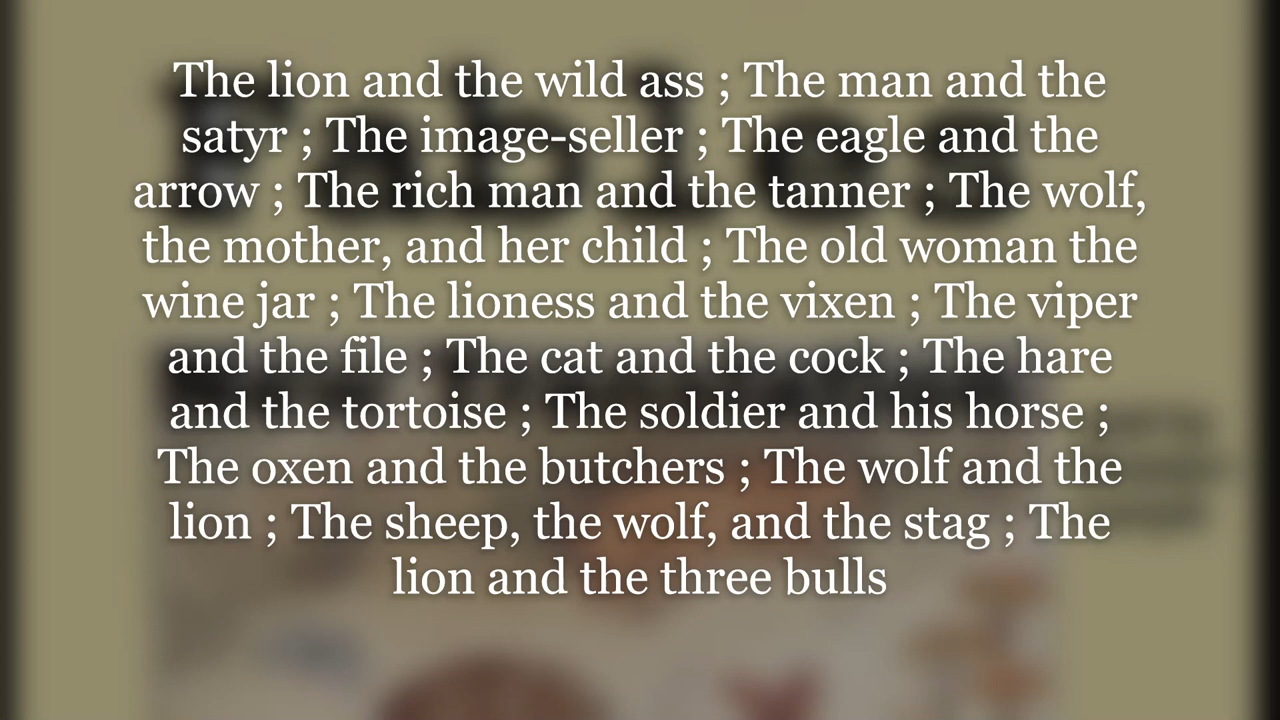 The lion and the wild ass ; The man and the
satyr ; The image-seller ; The eagle and the
arrow ; The rich man and the tanner ; The wolf,
the mother, and her child ; The old woman the
wine jar ; The lioness and the vixen ; The viper
and the file ; The cat and the cock ; The hare
and the tortoise ; The soldier and his horse ;
The oxen and the butchers ; The wolf and the
lion ; The sheep, the wolf, and the stag ; The
lion and the three bulls